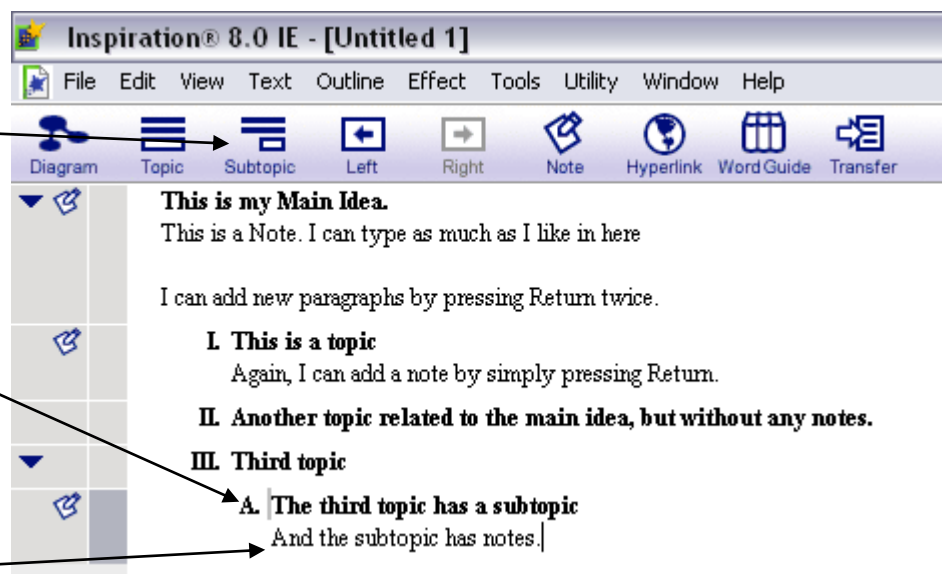 Inspiration® 8.0 IE - [Untitled 1]
File Edit View Text Outline Effect Tools Utility Window Help
Diagram Topic Subtopic Left Right Note Hyperlink Word Guide Transfer
This is my Main Idea.
This is a Note. I can type as much as I like in here
I can add new paragraphs by pressing Return twice.
I. This is a topic
Again, I can add a note by simply pressing Return.
II. Another topic related to the main idea, but without any notes.
III. Third topic
A. The third topic has a subtopic
And the subtopic has notes.